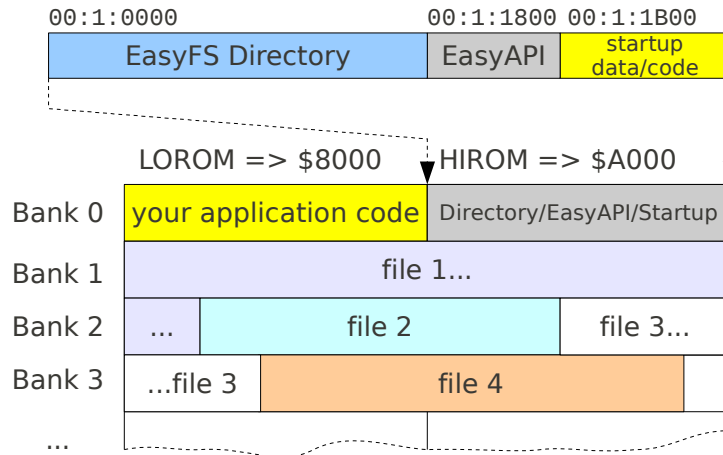 00:1:0000 00:1:1800 00:1:1B00
EasyFS Directory EasyAPI startup
data/code
LOROM => $8000 HIROM => $A000
Bank 0 your application code Directory/EasyAPI/Startup
Bank 1 file 1...
Bank 2 ... file 2 file 3...
Bank 3 ...file 3 file 4
...